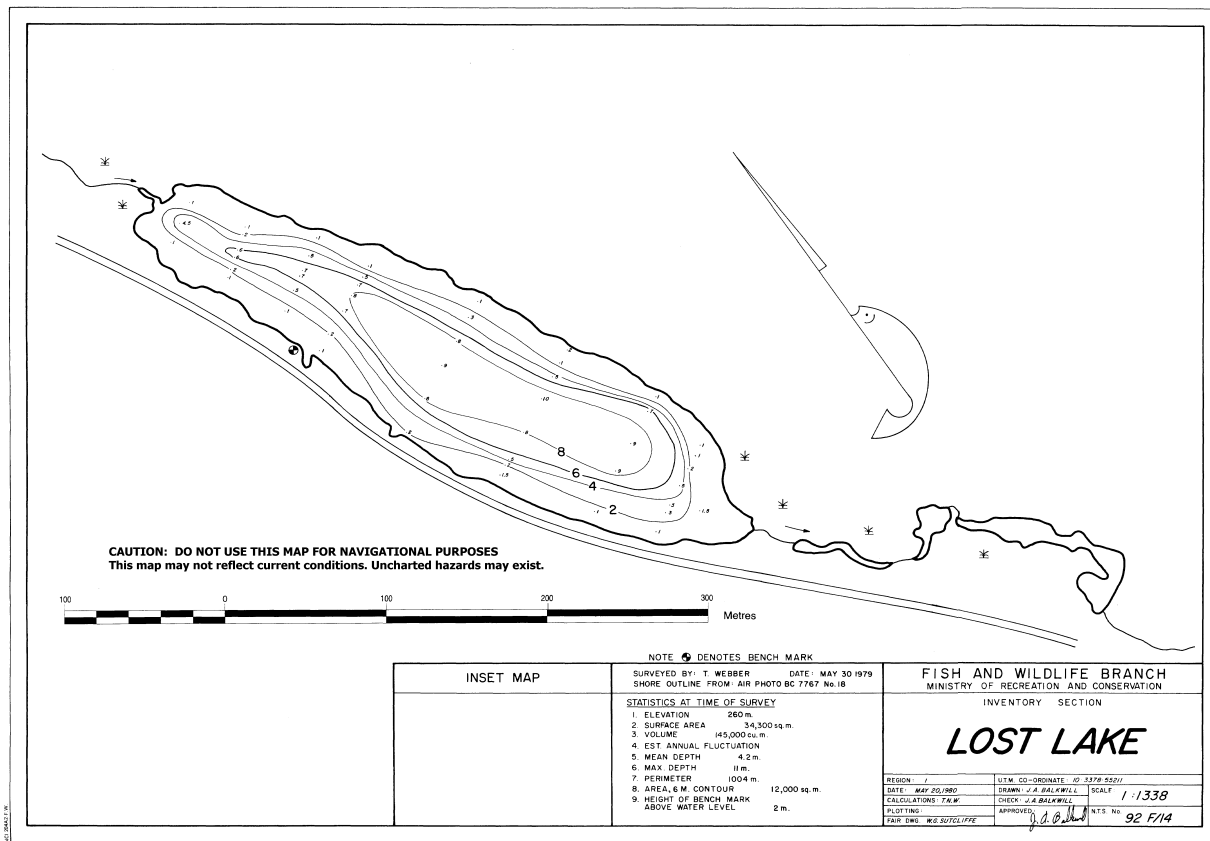 CAUTION: DO NOT USE THIS MAP FOR NAVIGATIONAL PURPOSES
This map may not reflect current conditions. Uncharted hazards may exist.
8
6
4
2
100 0 100 200 300
Metres
NOTE DENOTES BENCH MARK
INSET MAP
SURVEYED BY: T. WEBBER DATE: MAY 30 1979
SHORE OUTLINE FROM: AIR PHOTO BC 7767 No. 18
STATISTICS AT TIME OF SURVEY
1. ELEVATION 260 m.
2. SURFACE AREA 34,300 sq. m.
3. VOLUME 145,000 cu. m.
4. EST. ANNUAL FLUCTUATION
5. MEAN DEPTH 4.2 m.
6. MAX. DEPTH 11 m.
7. PERIMETER 1004 m.
8. AREA, 6 M. CONTOUR 12,000 sq. m.
9. HEIGHT OF BENCH MARK
ABOVE WATER LEVEL 2 m.
FISH AND WILDLIFE BRANCH
MINISTRY OF RECREATION AND CONSERVATION
INVENTORY SECTION
LOST LAKE
REGION: 1 U.T.M. CO-ORDINATE: 10·3378·55211
DATE: MAY 20, 1980 DRAWN: J.A. BALKWILL SCALE 1:1338
CALCULATIONS: T.N.W. CHECK: J.A. BALKWILL
PLOTTING: APPROVED: J. A. Balkwill N.T.S. No. 92 F/14
FAIR DWG. W.G. SUTCLIFFE